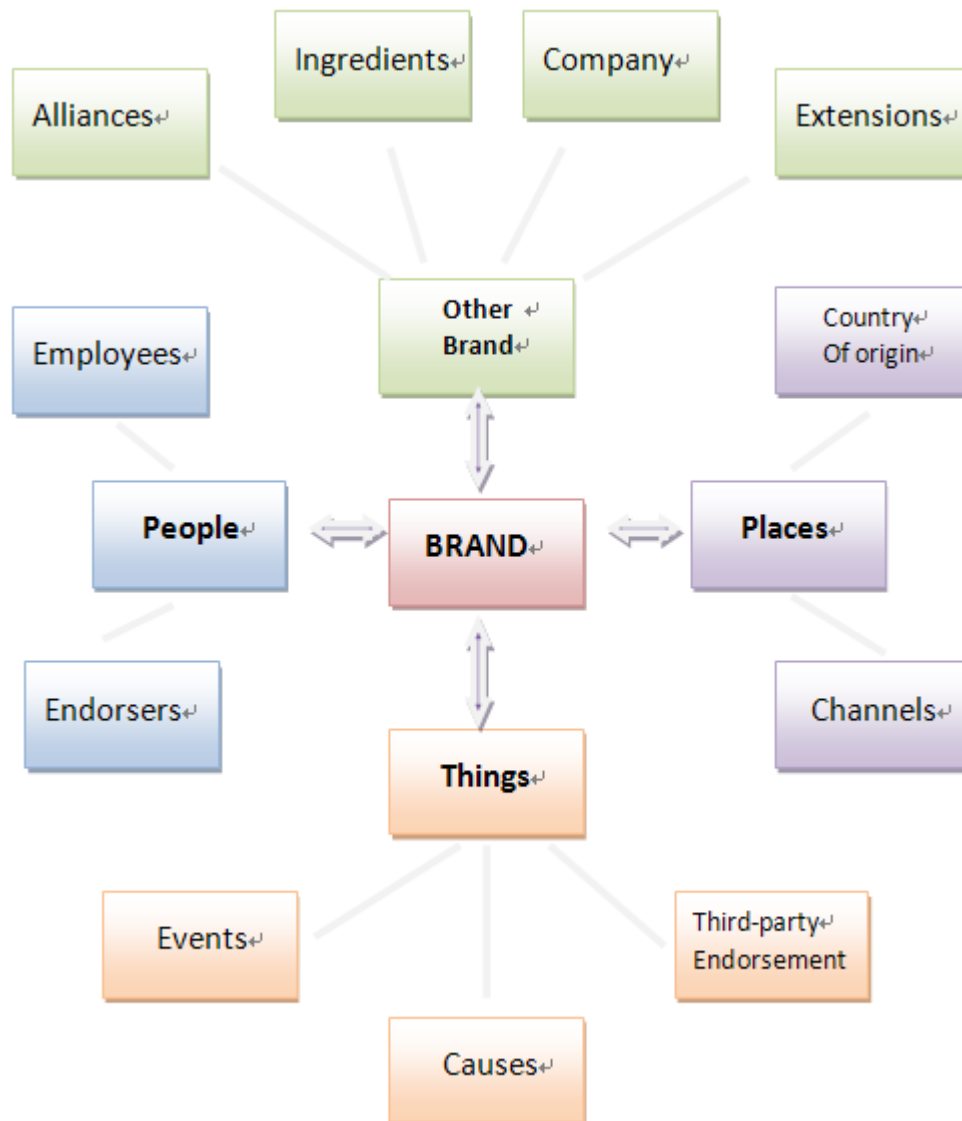 Ingredients
Company
Alliances
Extensions
Other
Brand
Country
Of origin
Employees
People
BRAND
Places
Endorsers
Channels
Things
Events
Third-party
Endorsement
Causes